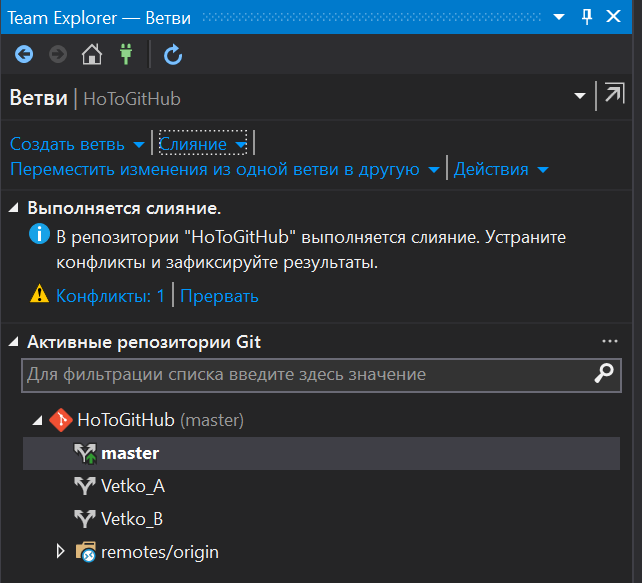 Team Explorer — Ветви
Ветви | HoToGitHub
Создать ветвь | Слияние |
Переместить изменения из одной ветви в другую | Действия
Выполняется слияние.
В репозитории "HoToGitHub" выполняется слияние. Устраните
конфликты и зафиксируйте результаты.
Конфликты: 1 | Прервать
Активные репозитории Git
Для фильтрации списка введите здесь значение
HoToGitHub (master)
master
Vetko_A
Vetko_B
remotes/origin